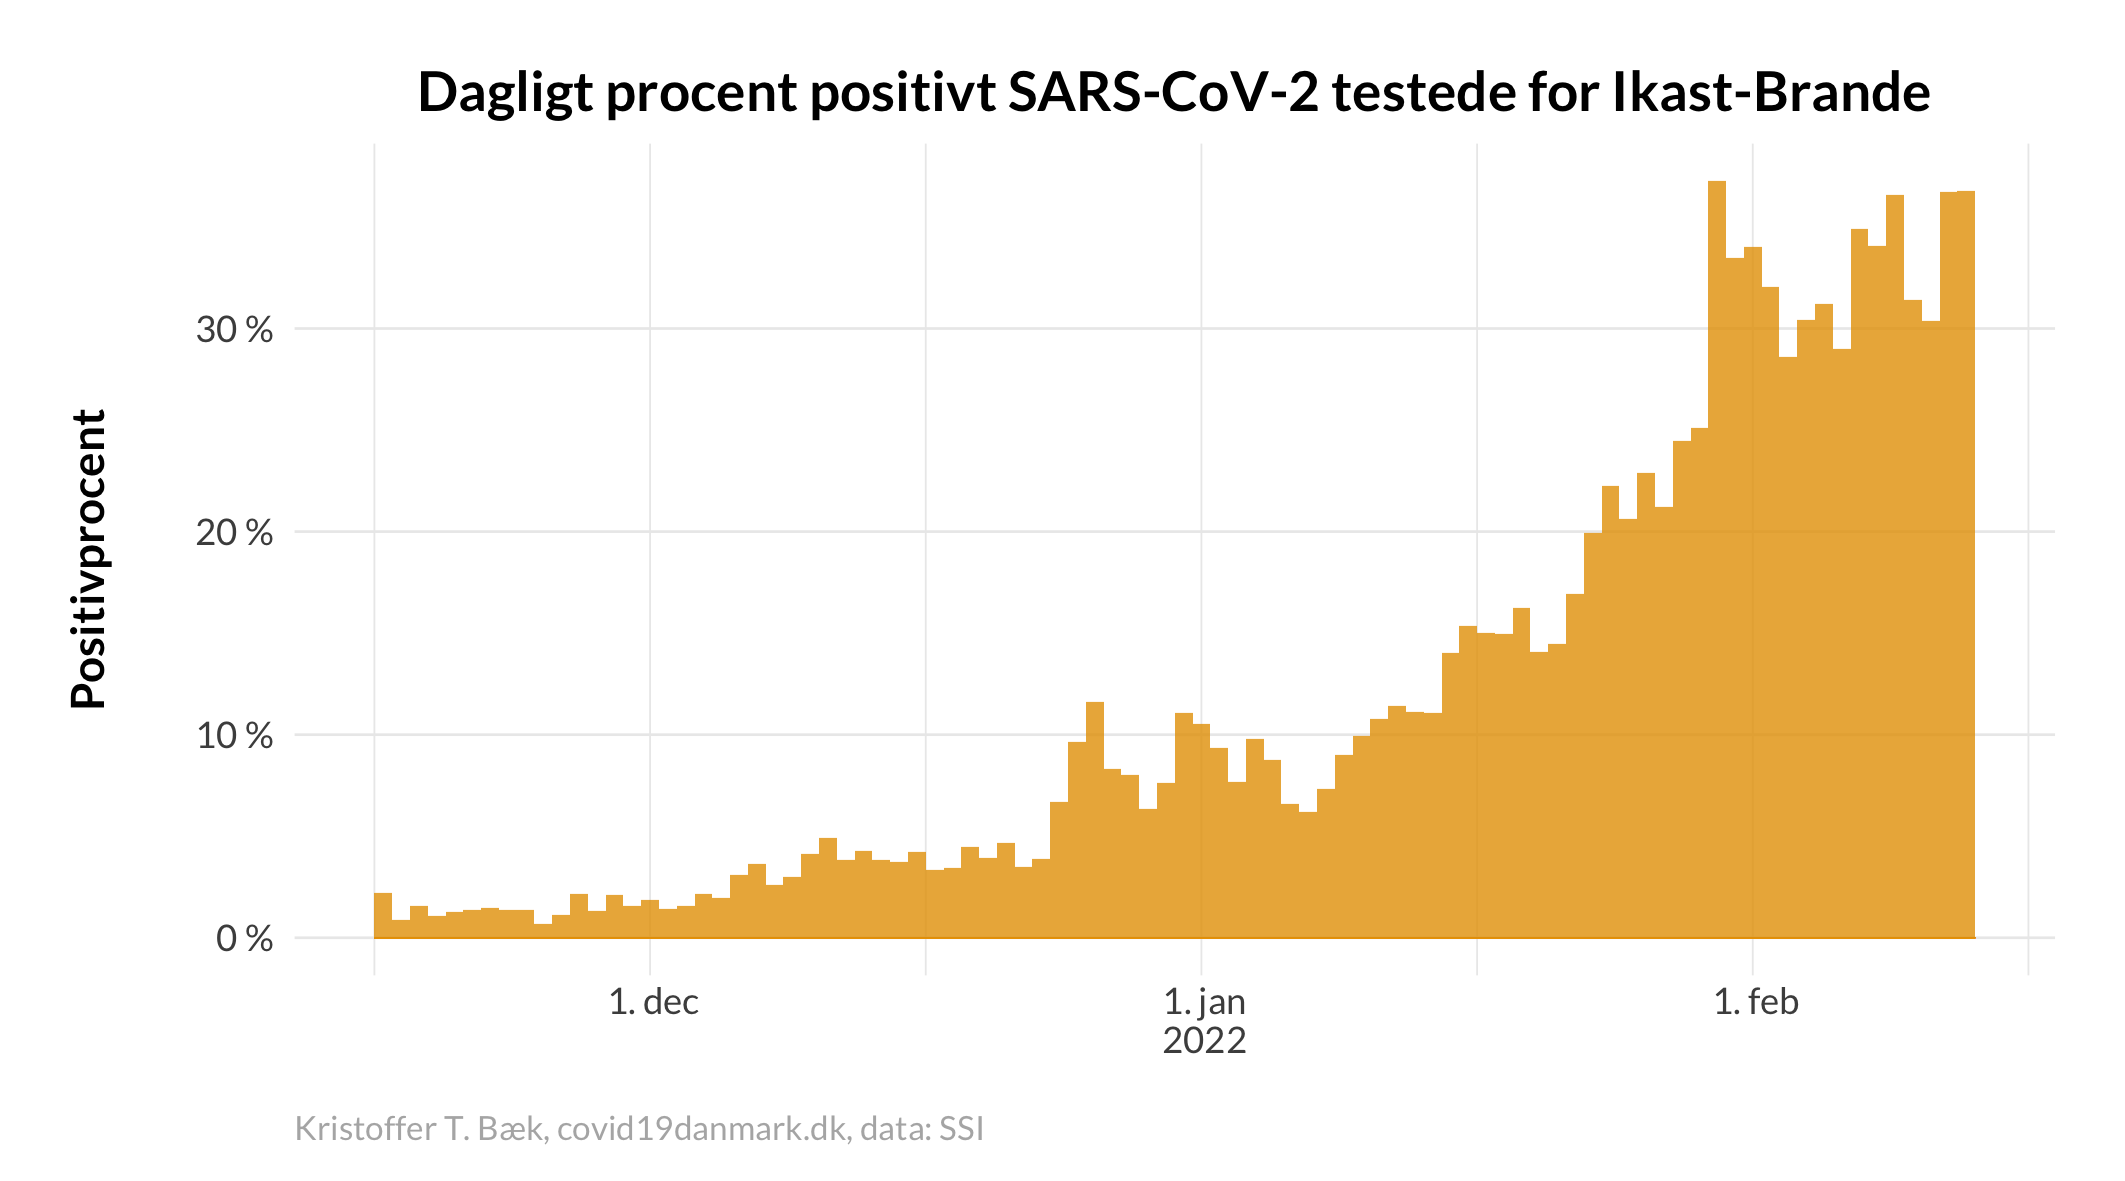 Dagligt procent positivt SARS-CoV-2 testede for Ikast-Brande
Positivprocent
30 %
20 %
10 %
0 %
1. dec
1. jan
2022
1. feb
Kristoffer T. Bæk, covid19danmark.dk, data: SSI